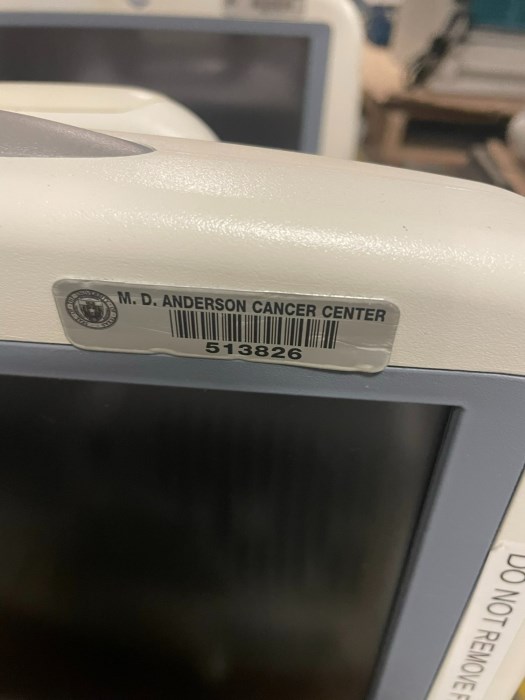 M. D. ANDERSON CANCER CENTER
513826
DO NOT REMOVE F